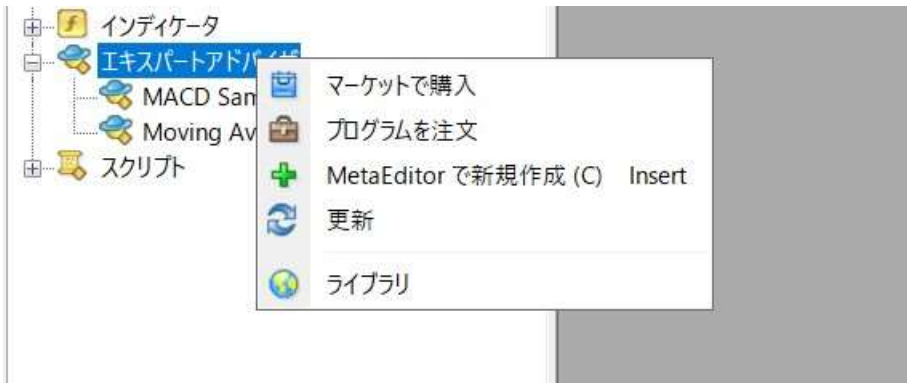 インディケータ
エキスパートアドバイザ
マーケットで購入
MACD Sam
プログラムを注文
Moving Av
MetaEditor で新規作成 (C) Insert
スクリプト
更新
ライブラリ